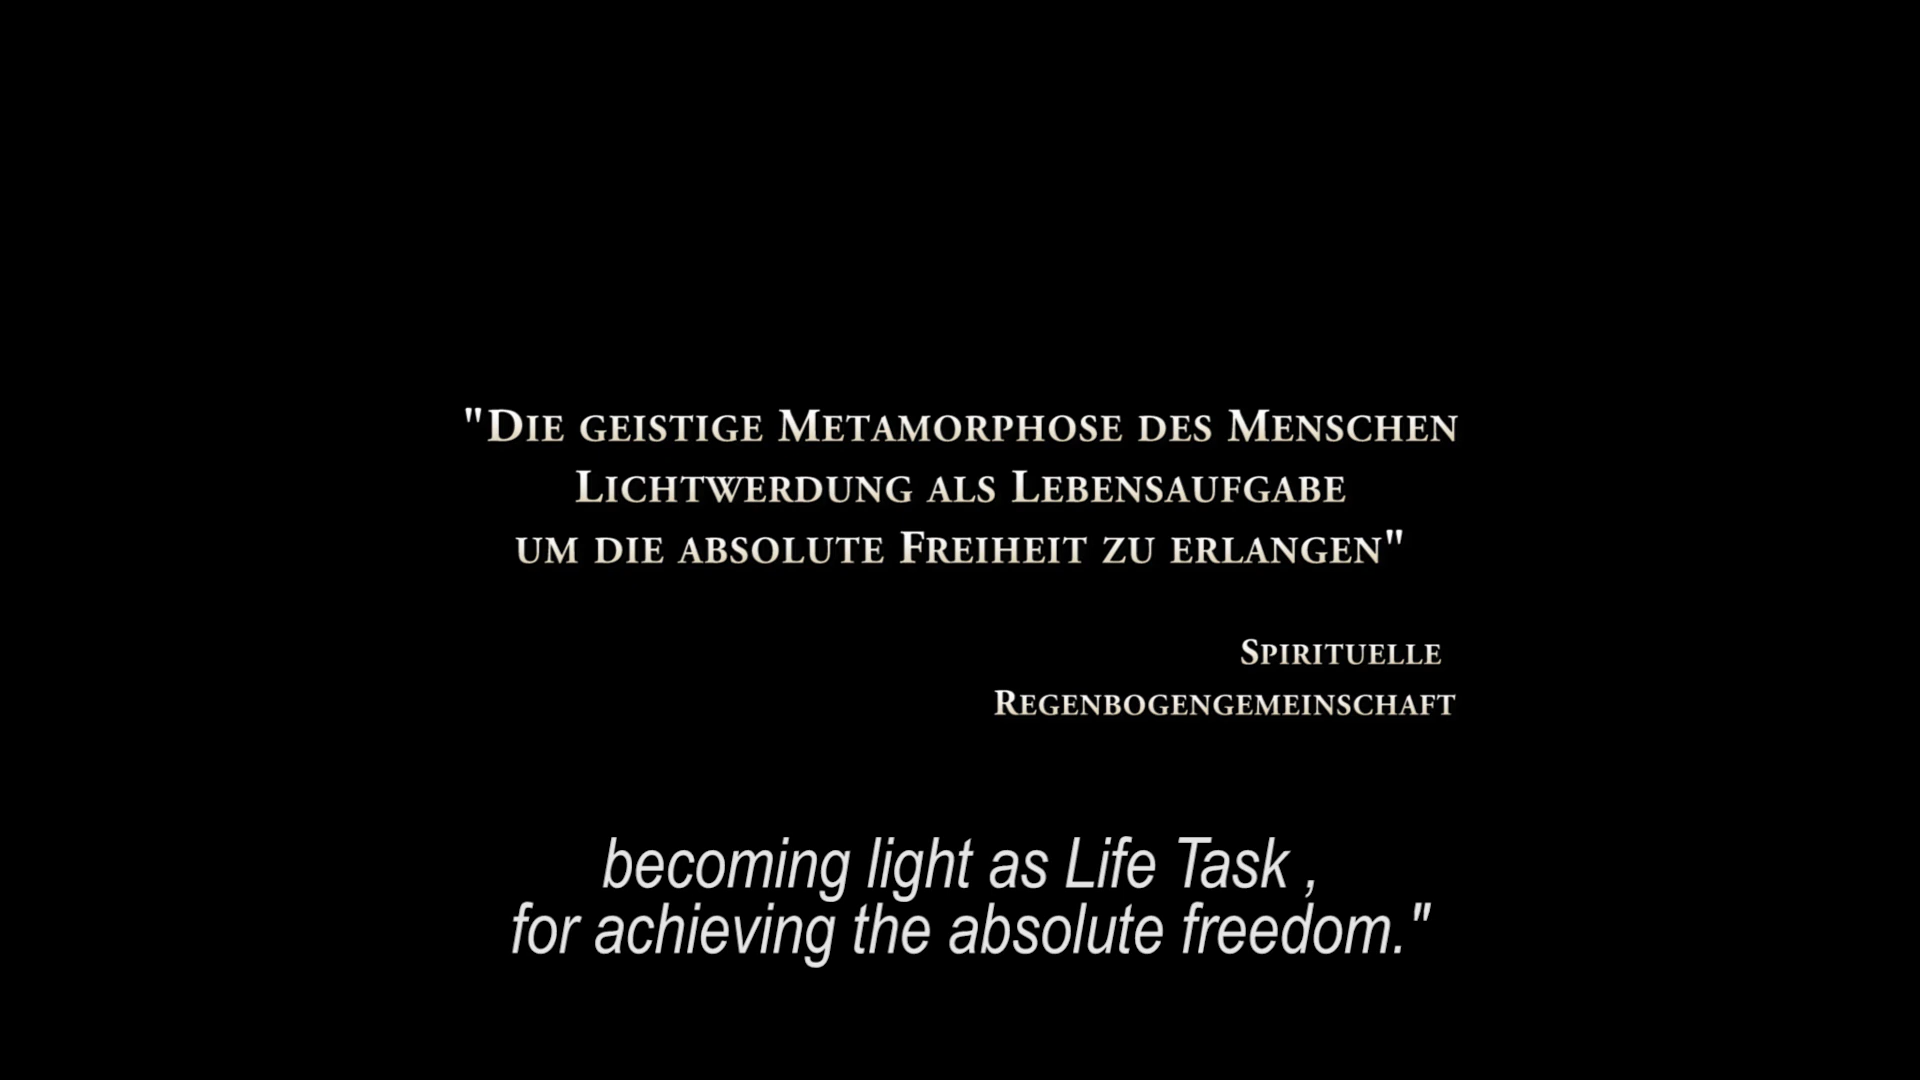 "Die geistige Metamorphose des Menschen
Lichtwerdung als Lebensaufgabe
um die absolute Freiheit zu erlangen"
Spirituelle
Regenbogengemeinschaft
becoming light as Life Task ,
for achieving the absolute freedom."